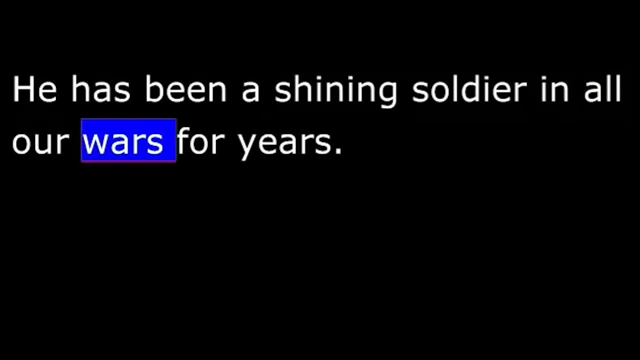 He has been a shining soldier in all
our wars for years.